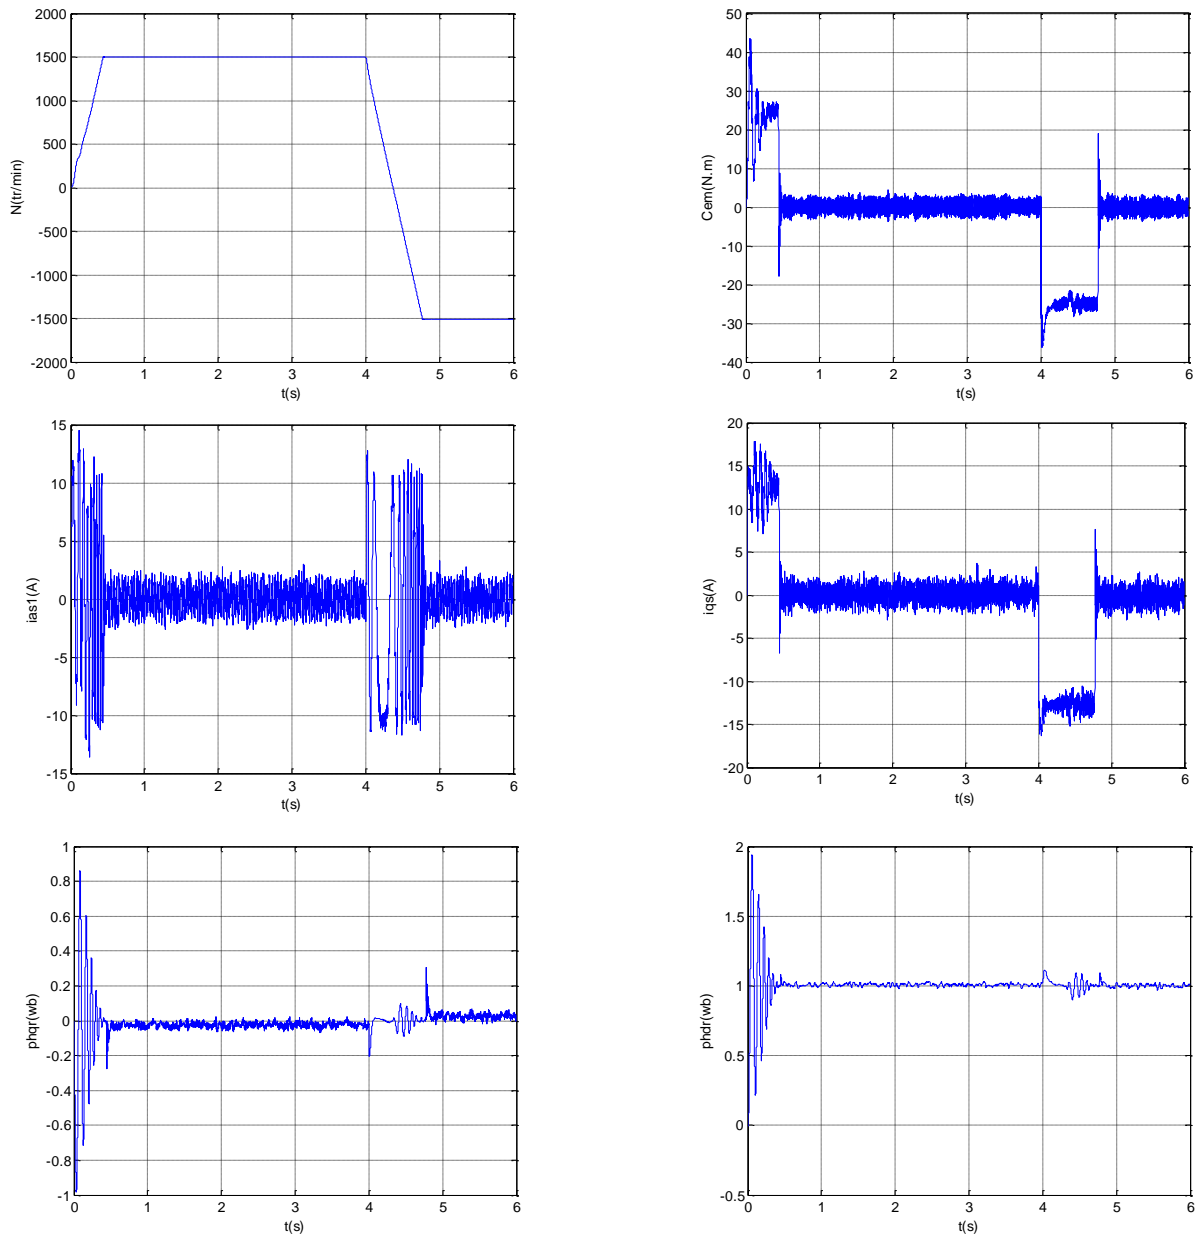 2000
1500
1000
500
0
-500
-1000
-1500
-2000
N(tr/min)
0 1 2 3 4 5 6
t(s)
50
40
30
20
10
0
-10
-20
-30
-40
Cem(N.m)
0 1 2 3 4 5 6
t(s)
15
10
5
0
-5
-10
-15
ias1(A)
0 1 2 3 4 5 6
t(s)
20
15
10
5
0
-5
-10
-15
-20
iqs(A)
0 1 2 3 4 5 6
t(s)
1
0.8
0.6
0.4
0.2
0
-0.2
-0.4
-0.6
-0.8
-1
phqr(wb)
0 1 2 3 4 5 6
t(s)
2
1.5
1
0.5
0
-0.5
phdr(wb)
0 1 2 3 4 5 6
t(s)